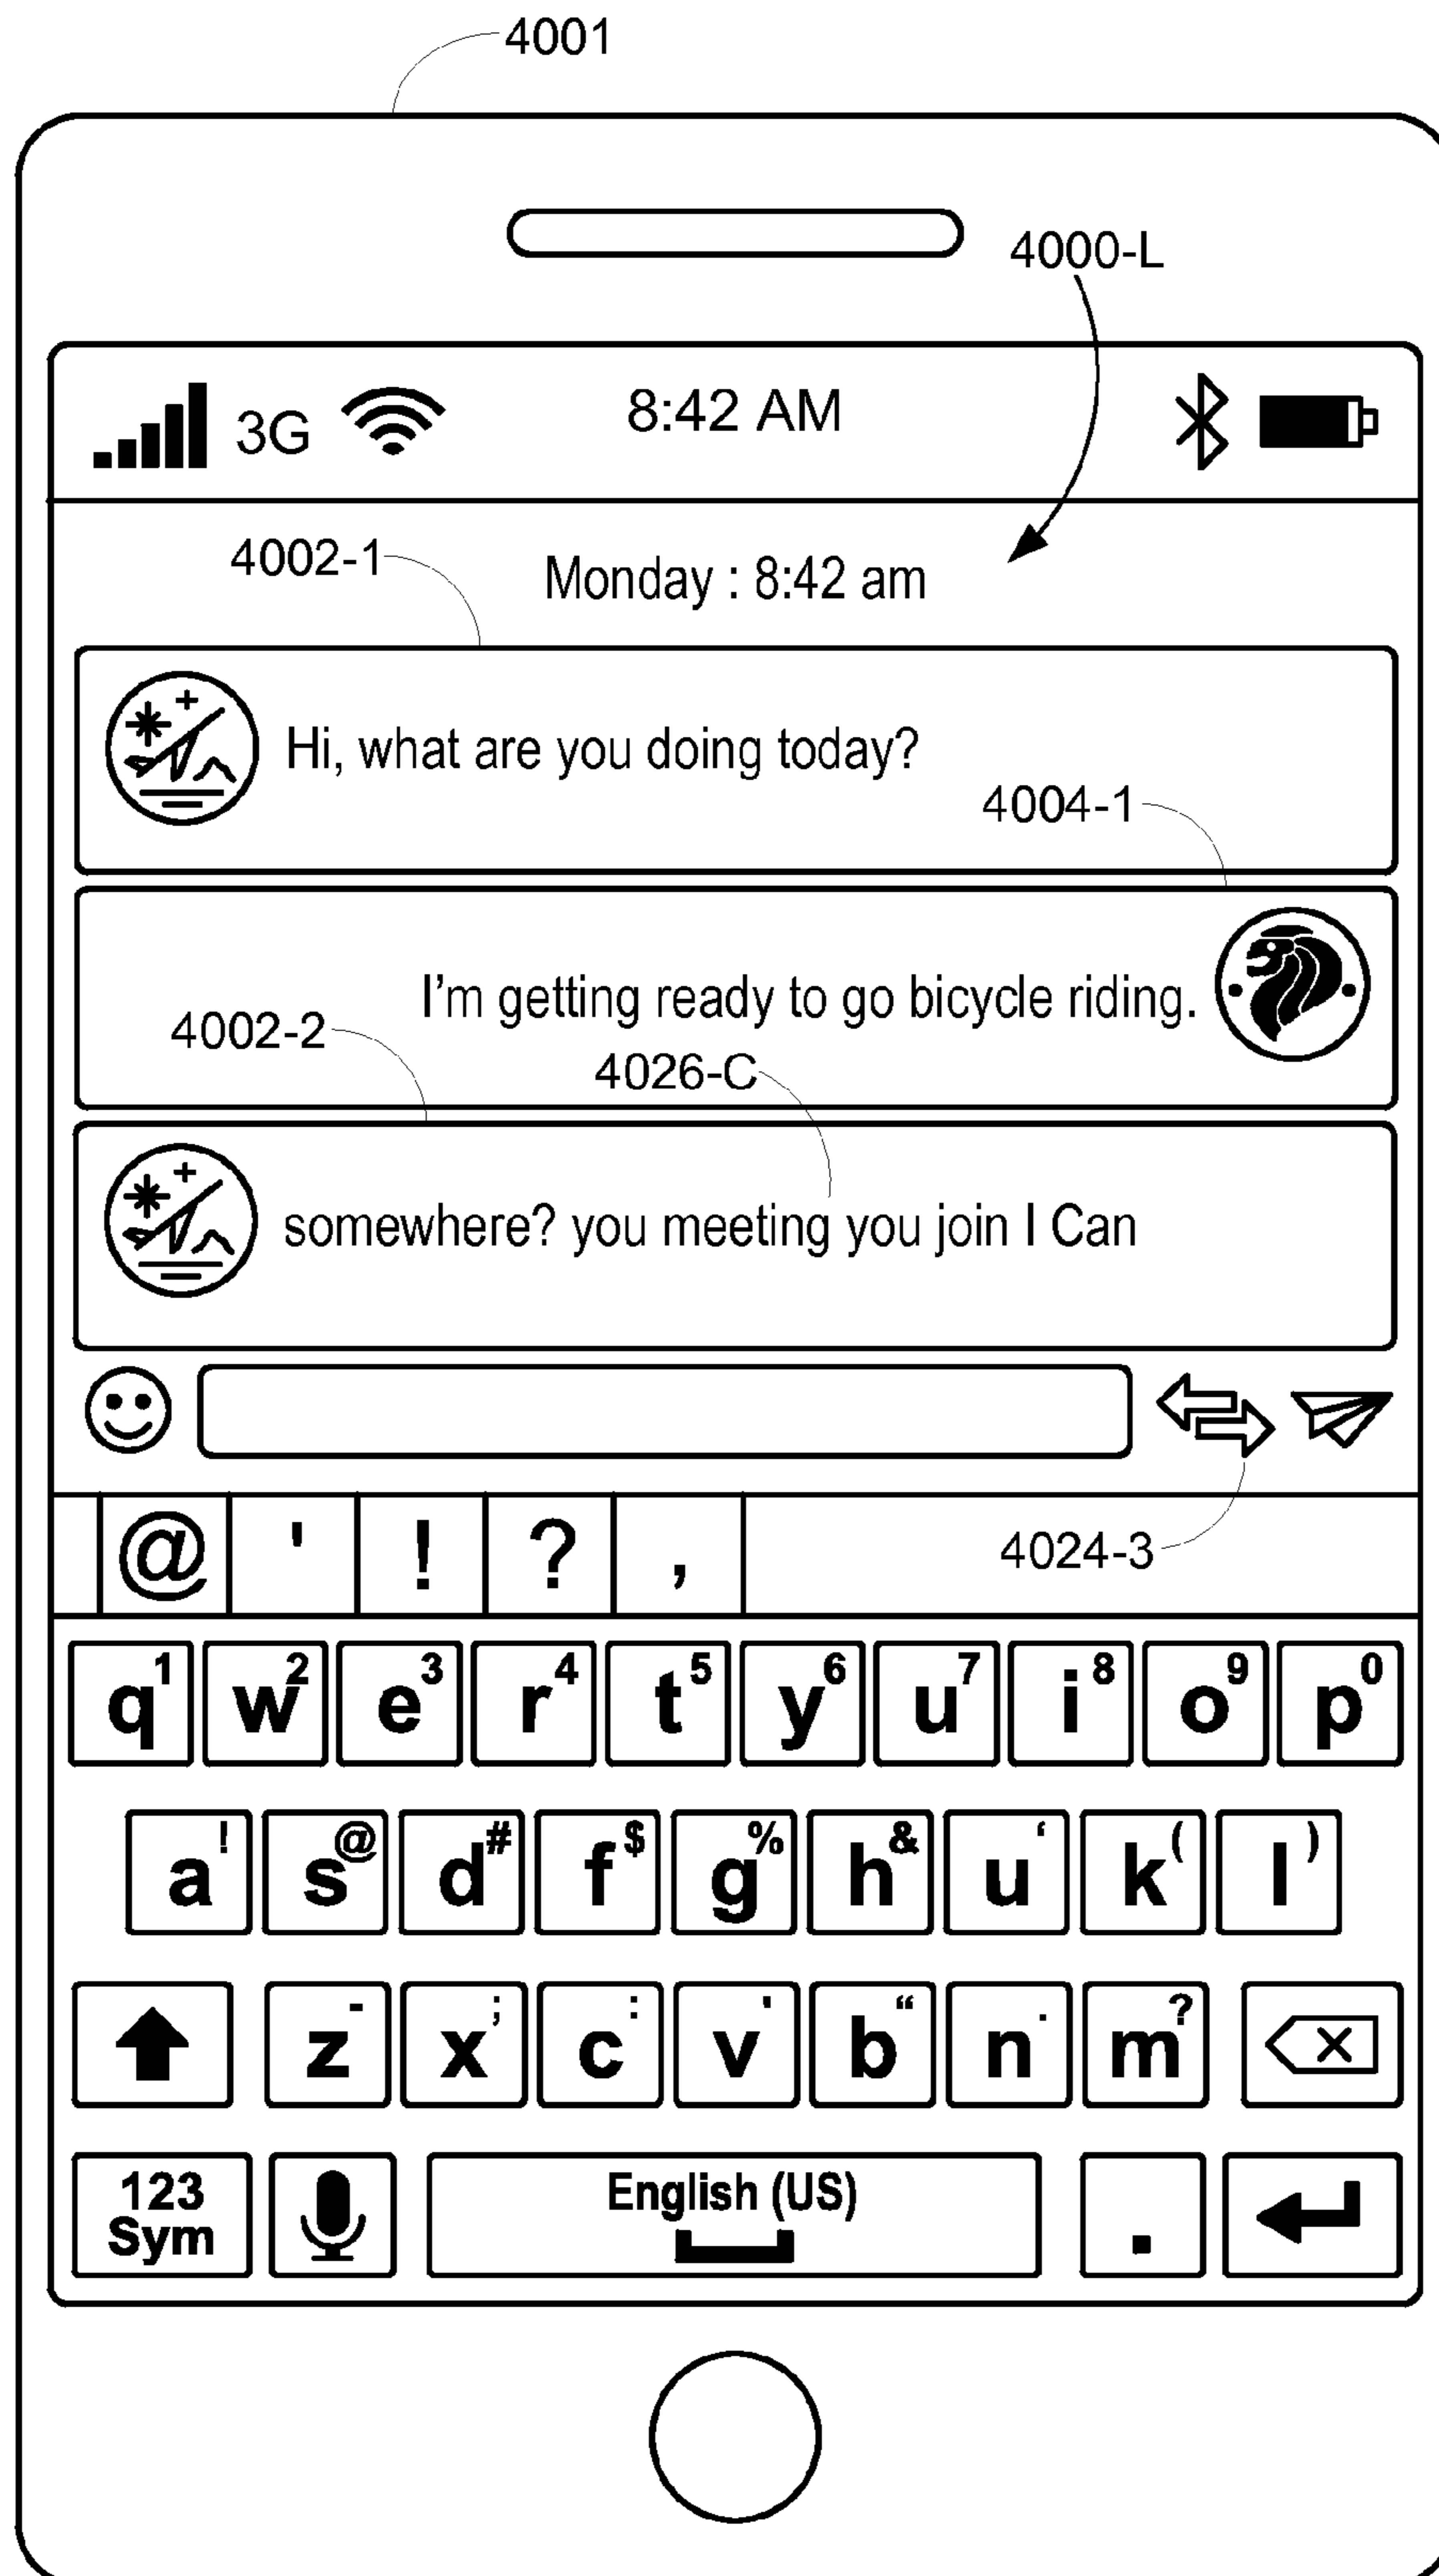 4001
4000-L
3G 8:42 AM
4002-1
Monday : 8:42 am
Hi, what are you doing today?
4004-1
I'm getting ready to go bicycle riding.
4002-2
4026-C
somewhere? you meeting you join I Can
@ ' ! ? ,
4024-3
q1 w2 e3 r4 t5 y6 u7 i8 o9 p0
a! s@ d# f$ g% h& u‘ k( l)
z- x; c: v' b“ n. m?
123
Sym
English (US)
.